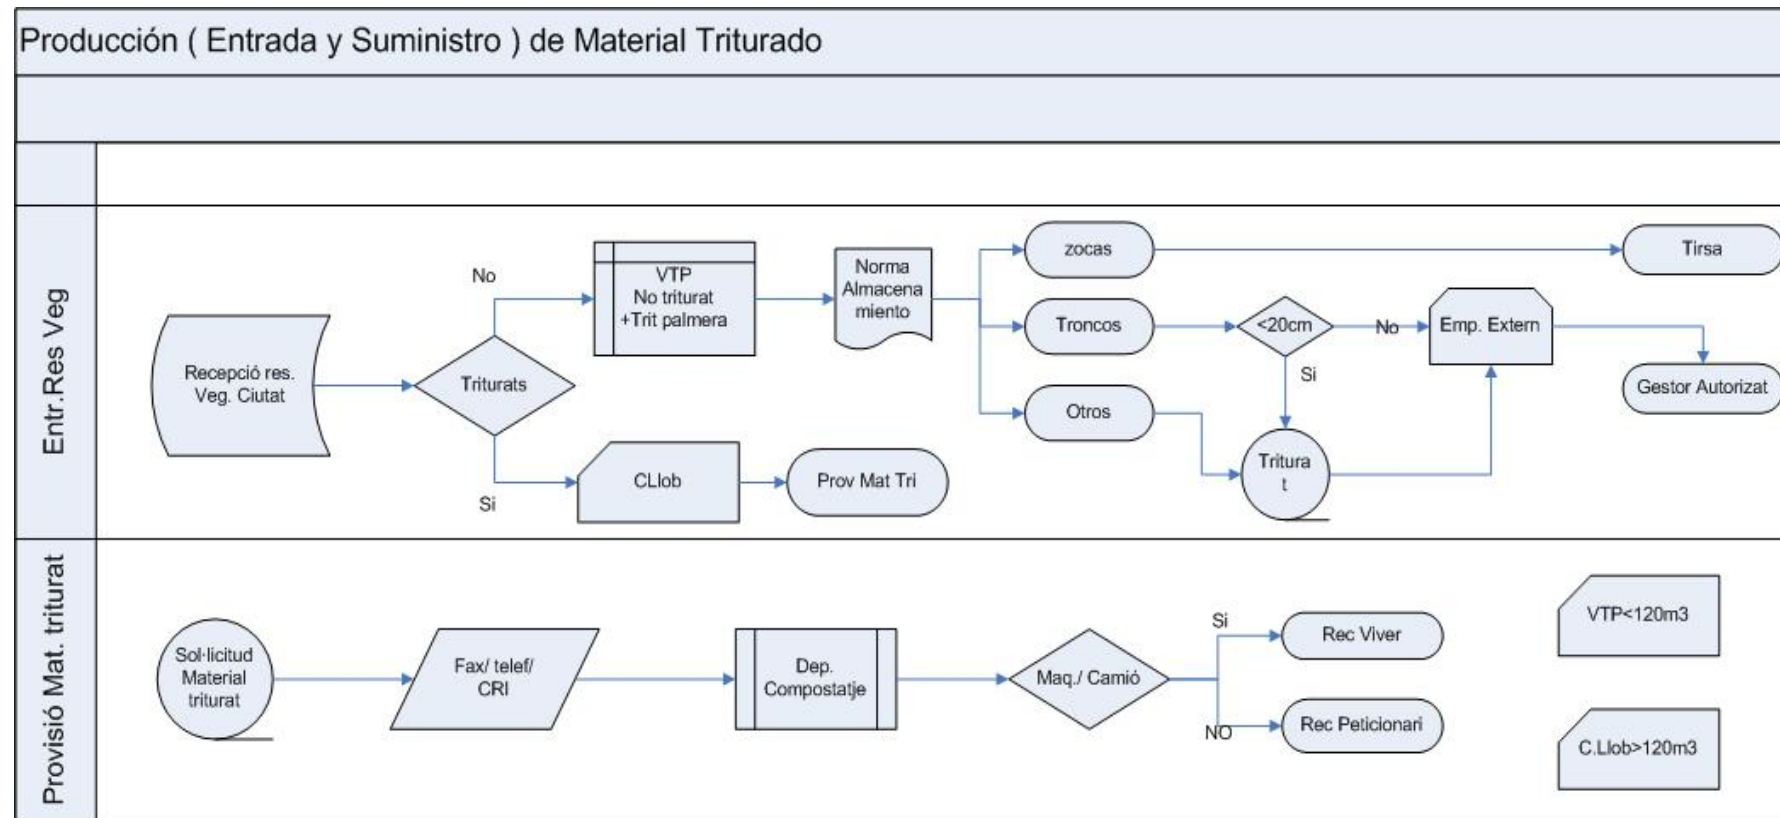 Producción ( Entrada y Suministro ) de Material Triturado
Entr.Res Veg
Recepció res.
Veg. Ciutat
Triturats
No
Si
VTP
No triturat
+Trit palmera
Norma
Almacena
miento
CLlob
Prov Mat Tri
zocas
Troncos
Otros
<20cm
No
Si
Tritura
t
Emp. Extern
Tirsa
Gestor Autorizat
Provisió Mat. triturat
Sol·licitud
Material
triturat
Fax/ telef/
CRI
Dep.
Compostatje
Maq./ Camió
Si
NO
Rec Viver
Rec Peticionari
VTP<120m3
C.Llob>120m3